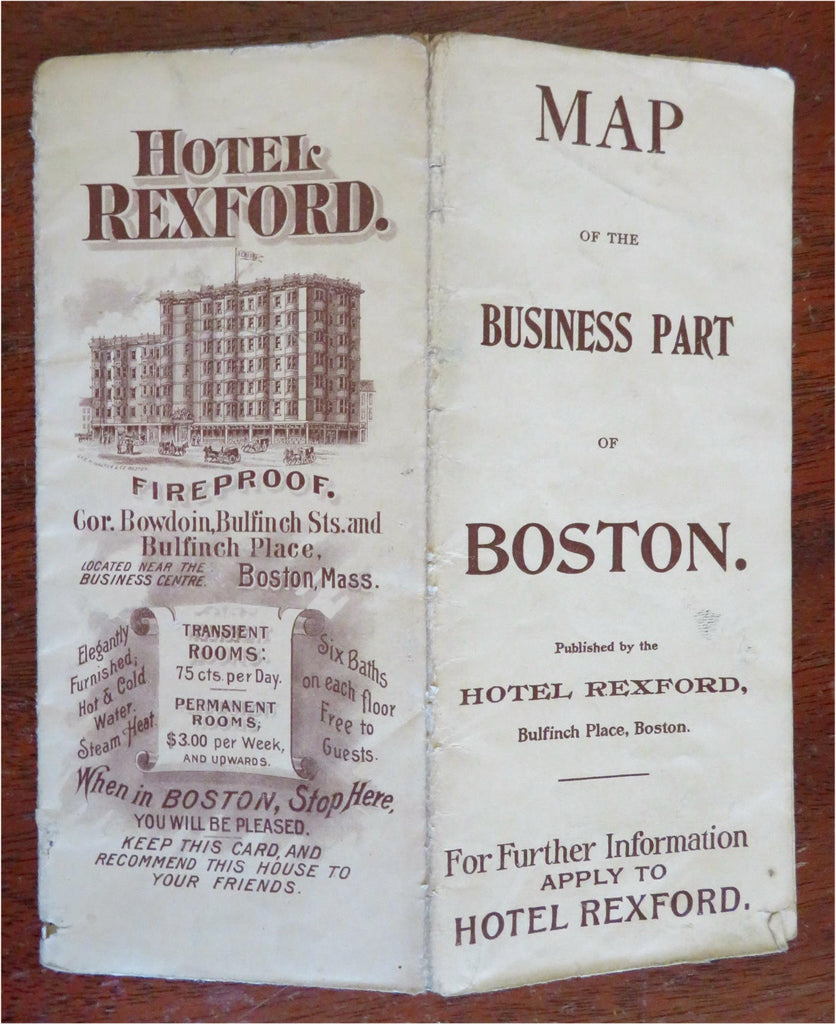 HOTEL
REXFORD.
FIREPROOF.
Cor. Bowdoin, Bulfinch Sts. and
Bulfinch Place,
LOCATED NEAR THE
BUSINESS CENTRE.
Boston, Mass.
Elegantly
Furnished;
Hot & Cold
Water.
Steam Heat.
TRANSIENT
ROOMS:
75 cts. per Day.
PERMANENT
ROOMS;
$3.00 per Week,
AND UPWARDS.
Six Baths
on each floor
Free to
Guests.
When in BOSTON, Stop Here,
YOU WILL BE PLEASED.
KEEP THIS CARD, AND
RECOMMEND THIS HOUSE TO
YOUR FRIENDS.
MAP
OF THE
BUSINESS PART
OF
BOSTON.
Published by the
HOTEL REXFORD,
Bulfinch Place, Boston.
For Further Information
APPLY TO
HOTEL REXFORD.